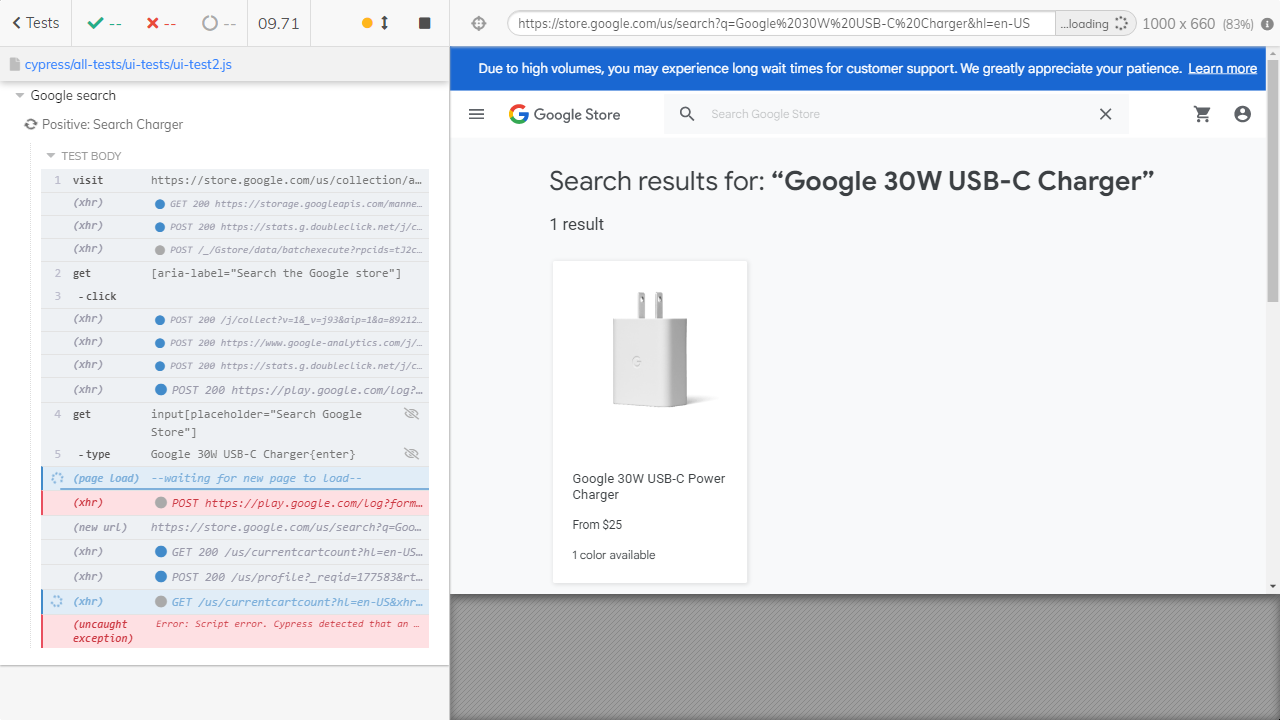 Tests
--
--
--
09.71
https://store.google.com/us/search?q=Google%2030W%20USB-C%20Charger&hl=en-US
...loading
1000 x 660 (83%)
cypress/all-tests/ui-tests/ui-test2.js
Google search
Positive: Search Charger
TEST BODY
1 visit https://store.google.com/us/collection/a…
(xhr) GET 200 https://storage.googleapis.com/manne…
(xhr) POST 200 https://stats.g.doubleclick.net/j/c…
(xhr) POST /_/Gstore/data/batchexecute?rpcids=tJ2c…
2 get [aria-label="Search the Google store"]
3 -click
(xhr) POST 200 /j/collect?v=1&_v=j93&aip=1&a=89212…
(xhr) POST 200 https://www.google-analytics.com/j/…
(xhr) POST 200 https://stats.g.doubleclick.net/j/c…
(xhr) POST 200 https://play.google.com/log?…
4 get input[placeholder="Search Google
Store"]
5 -type Google 30W USB-C Charger{enter}
(page load) --waiting for new page to load--
(xhr) POST https://play.google.com/log?form…
(new url) https://store.google.com/us/search?q=Goo…
(xhr) GET 200 /us/currentcartcount?hl=en-US…
(xhr) POST 200 /us/profile?_reqid=177583&rt…
(xhr) GET /us/currentcartcount?hl=en-US&xhr…
(uncaught
exception) Error: Script error. Cypress detected that an …
Due to high volumes, you may experience long wait times for customer support. We greatly appreciate your patience. Learn more
Google Store
Search Google Store
Search results for: “Google 30W USB-C Charger”
1 result
Google 30W USB-C Power
Charger
From $25
1 color available